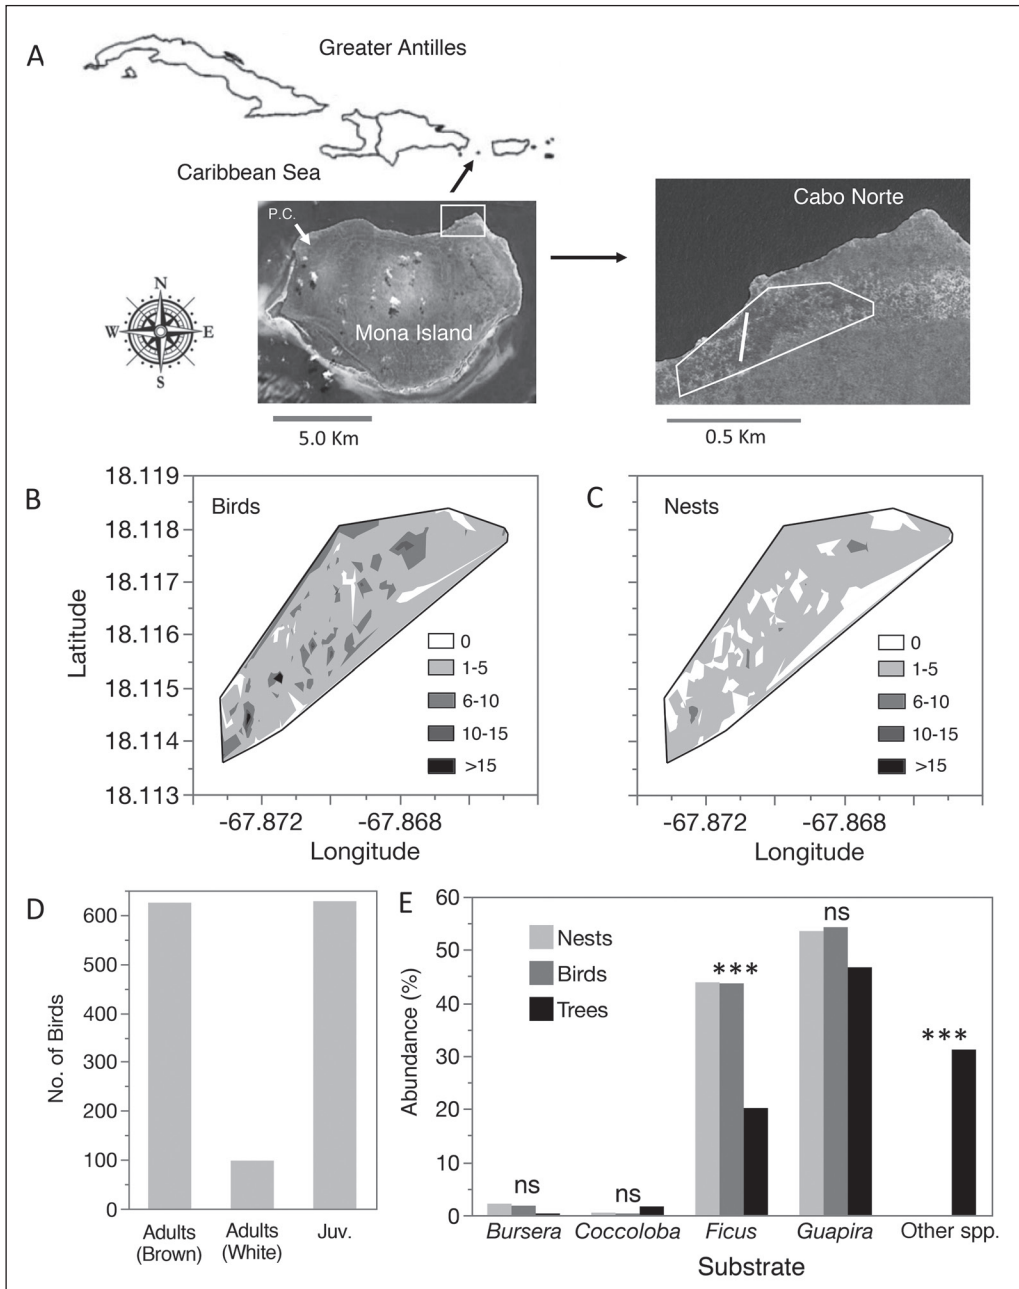 A
Greater Antilles
Caribbean Sea
P.C.
Mona Island
N
W
E
S
5.0 Km
Cabo Norte
0.5 Km
B
Birds
18.119
18.118
18.117
18.116
18.115
18.114
18.113
Latitude
0
1-5
6-10
10-15
>15
-67.872
-67.868
Longitude
C
Nests
0
1-5
6-10
10-15
>15
-67.872
-67.868
Longitude
D
No. of Birds
600
500
400
300
200
100
0
Adults
(Brown)
Adults
(White)
Juv.
E
Abundance (%)
60
50
40
30
20
10
0
Nests
Birds
Trees
ns
ns
***
ns
***
Bursera
Coccoloba
Ficus
Guapira
Other spp.
Substrate